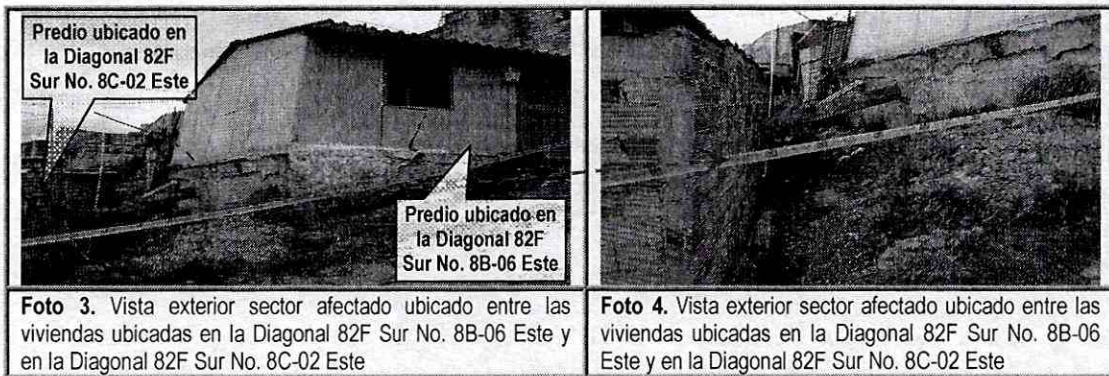 Predio ubicado en
la Diagonal 82F
Sur No. 8C-02 Este
Predio ubicado en
la Diagonal 82F
Sur No. 8B-06 Este
Foto 3. Vista exterior sector afectado ubicado entre las
viviendas ubicadas en la Diagonal 82F Sur No. 8B-06 Este y
en la Diagonal 82F Sur No. 8C-02 Este
Foto 4. Vista exterior sector afectado ubicado entre las
viviendas ubicadas en la Diagonal 82F Sur No. 8B-06
Este y en la Diagonal 82F Sur No. 8C-02 Este